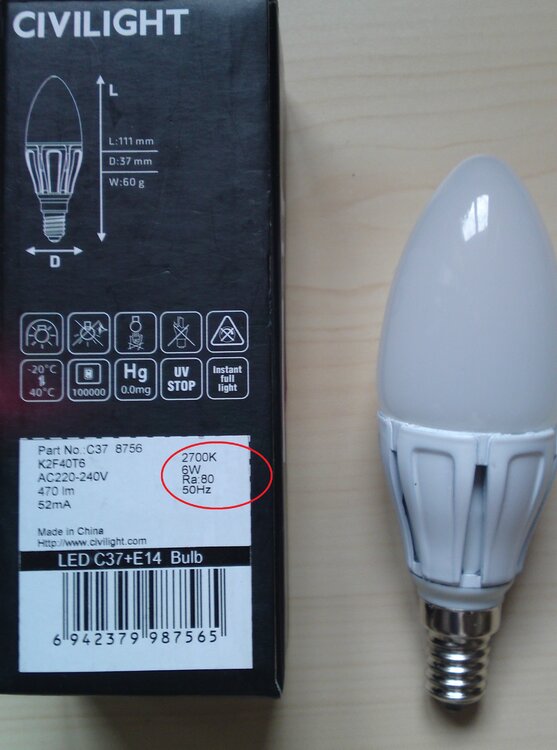 CIVILIGHT
L
L:111 mm
D:37 mm
W:60 g
D
-20°C
40°C
100000
Hg
0.0mg
UV
STOP
Instant
full
light
Part No.:C37 8756
K2F40T6
AC220-240V
470 lm
52mA
2700K
6W
Ra:80
50Hz
Made in China
Http://www.civilight.com
LED C37+E14 Bulb
6 942379 987565